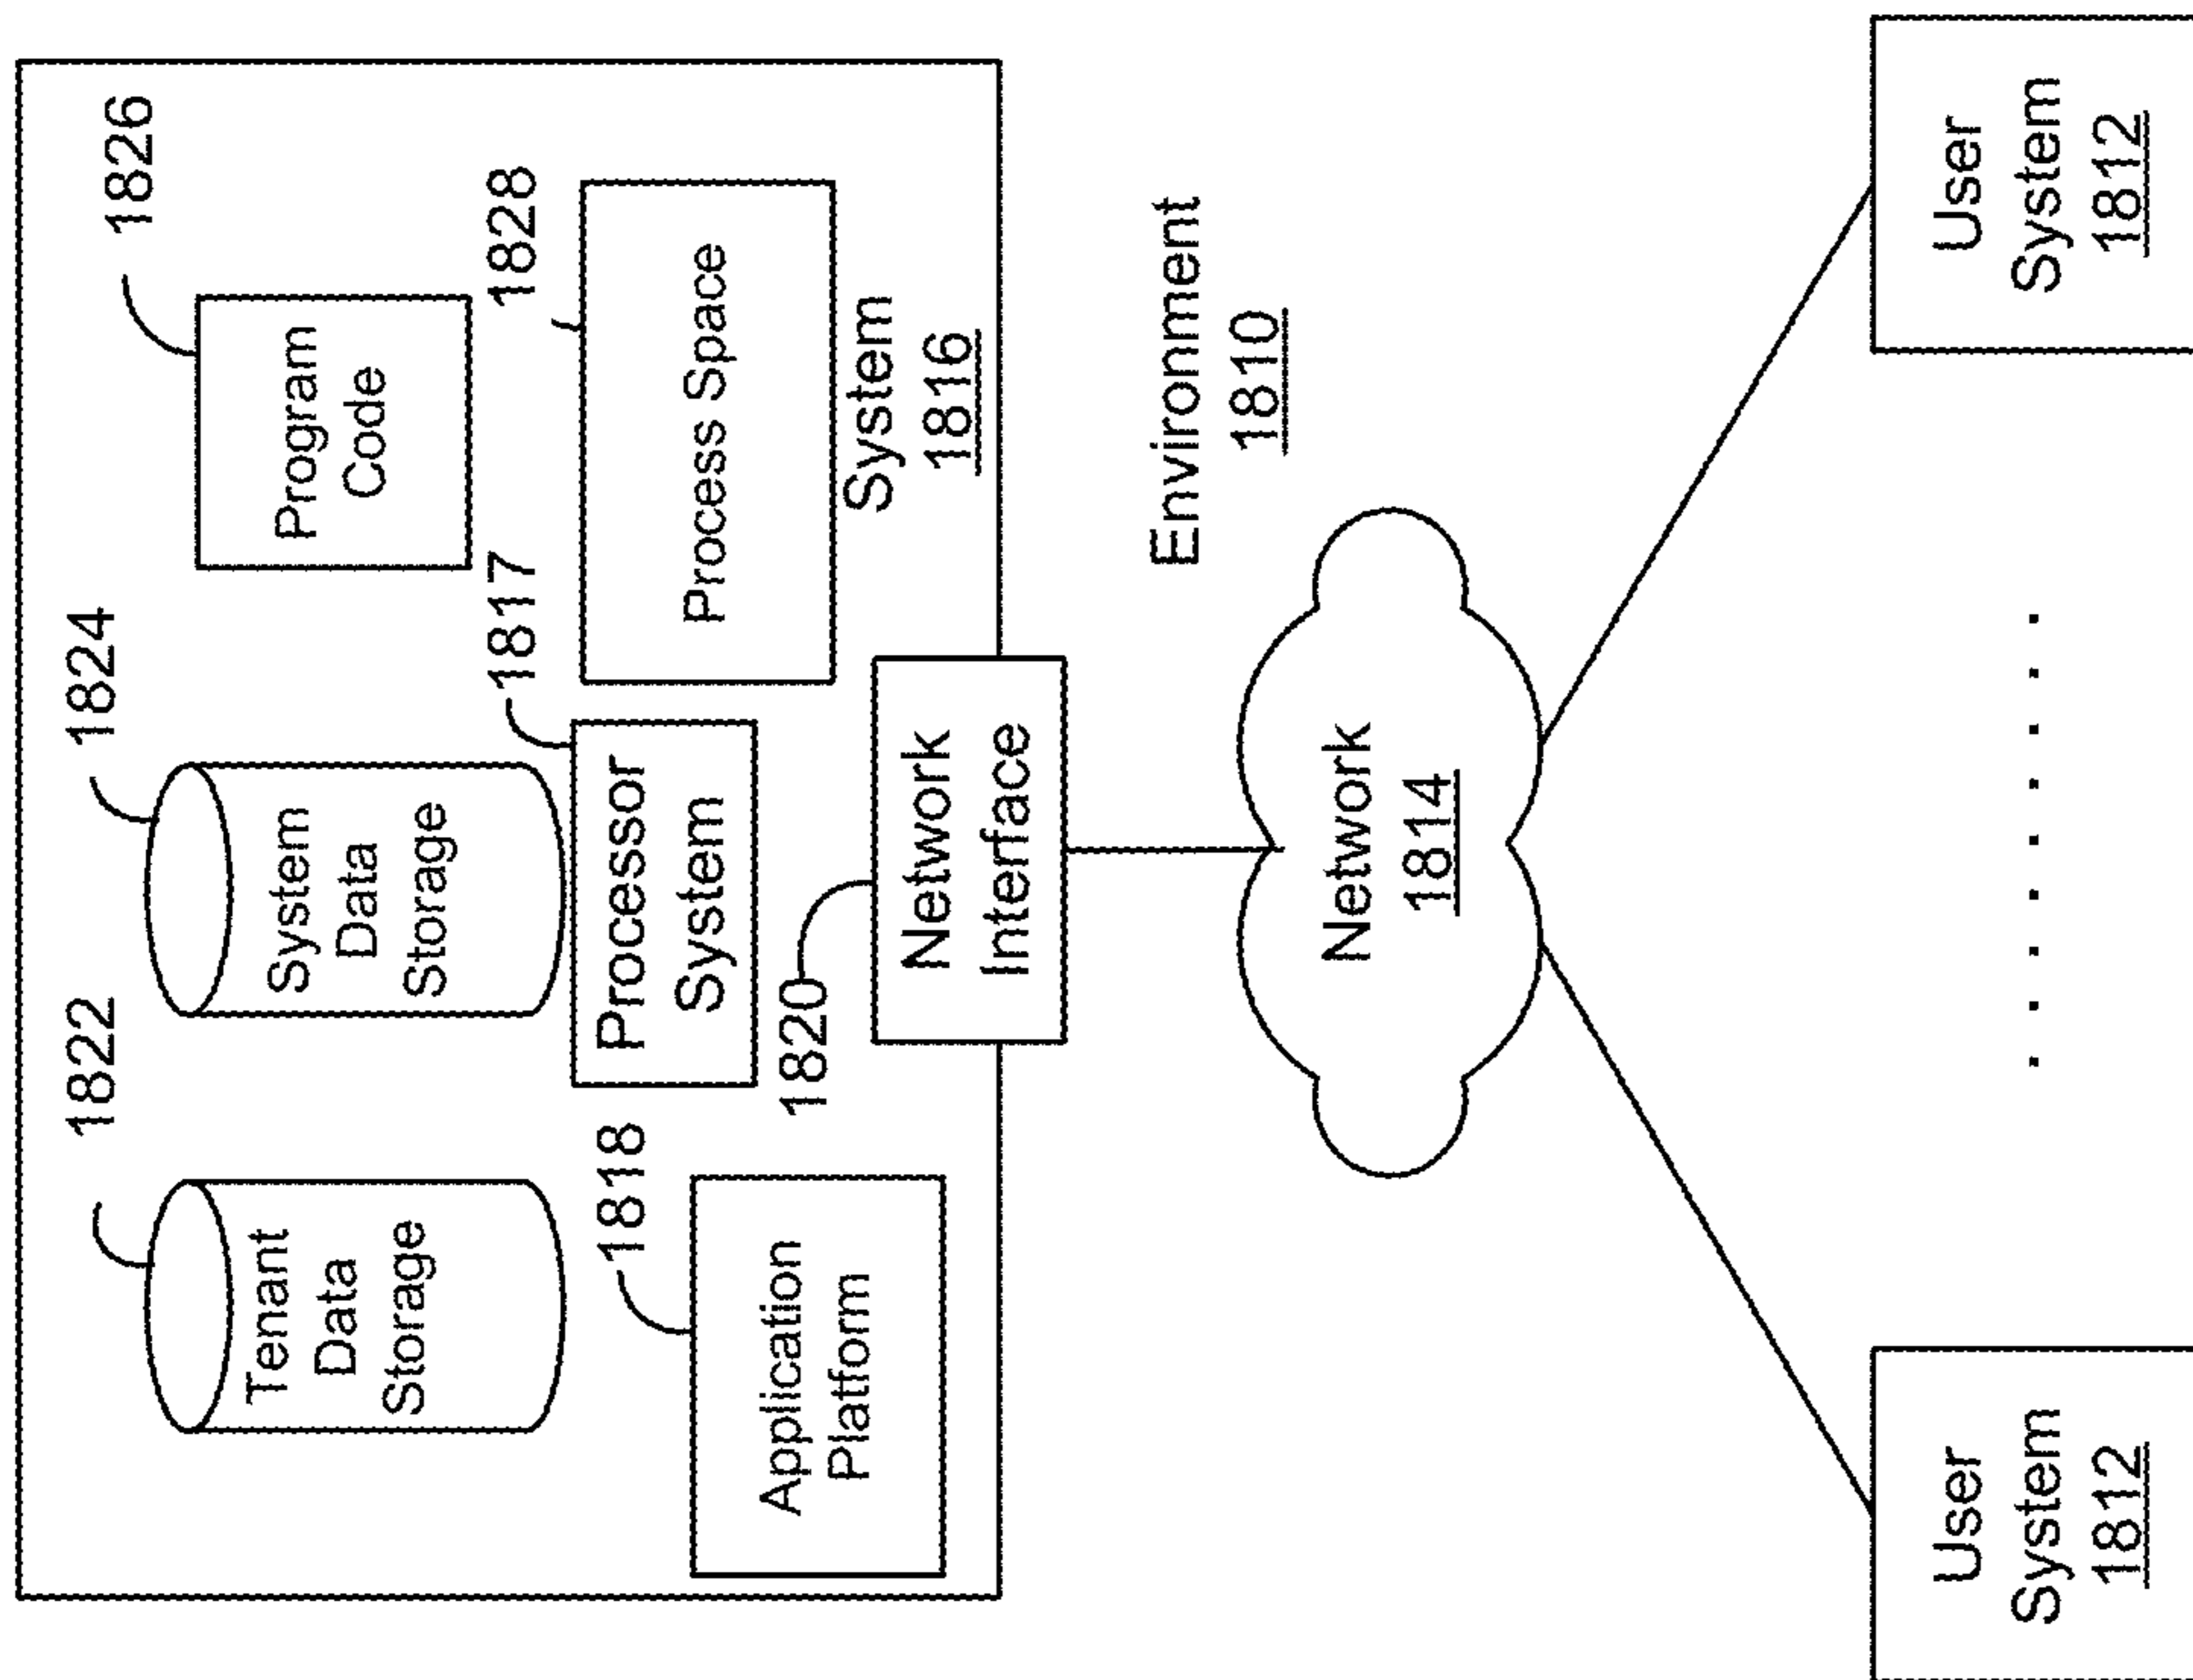 1822
1824
1826
Tenant
Data
Storage
System
Data
Storage
Program
Code
1818
1817
1828
Application
Platform
Processor
System
Process Space
1820
Network
Interface
System
1816
Environment
1810
Network
1814
User
System
1812
. . . . . . . . .
User
System
1812